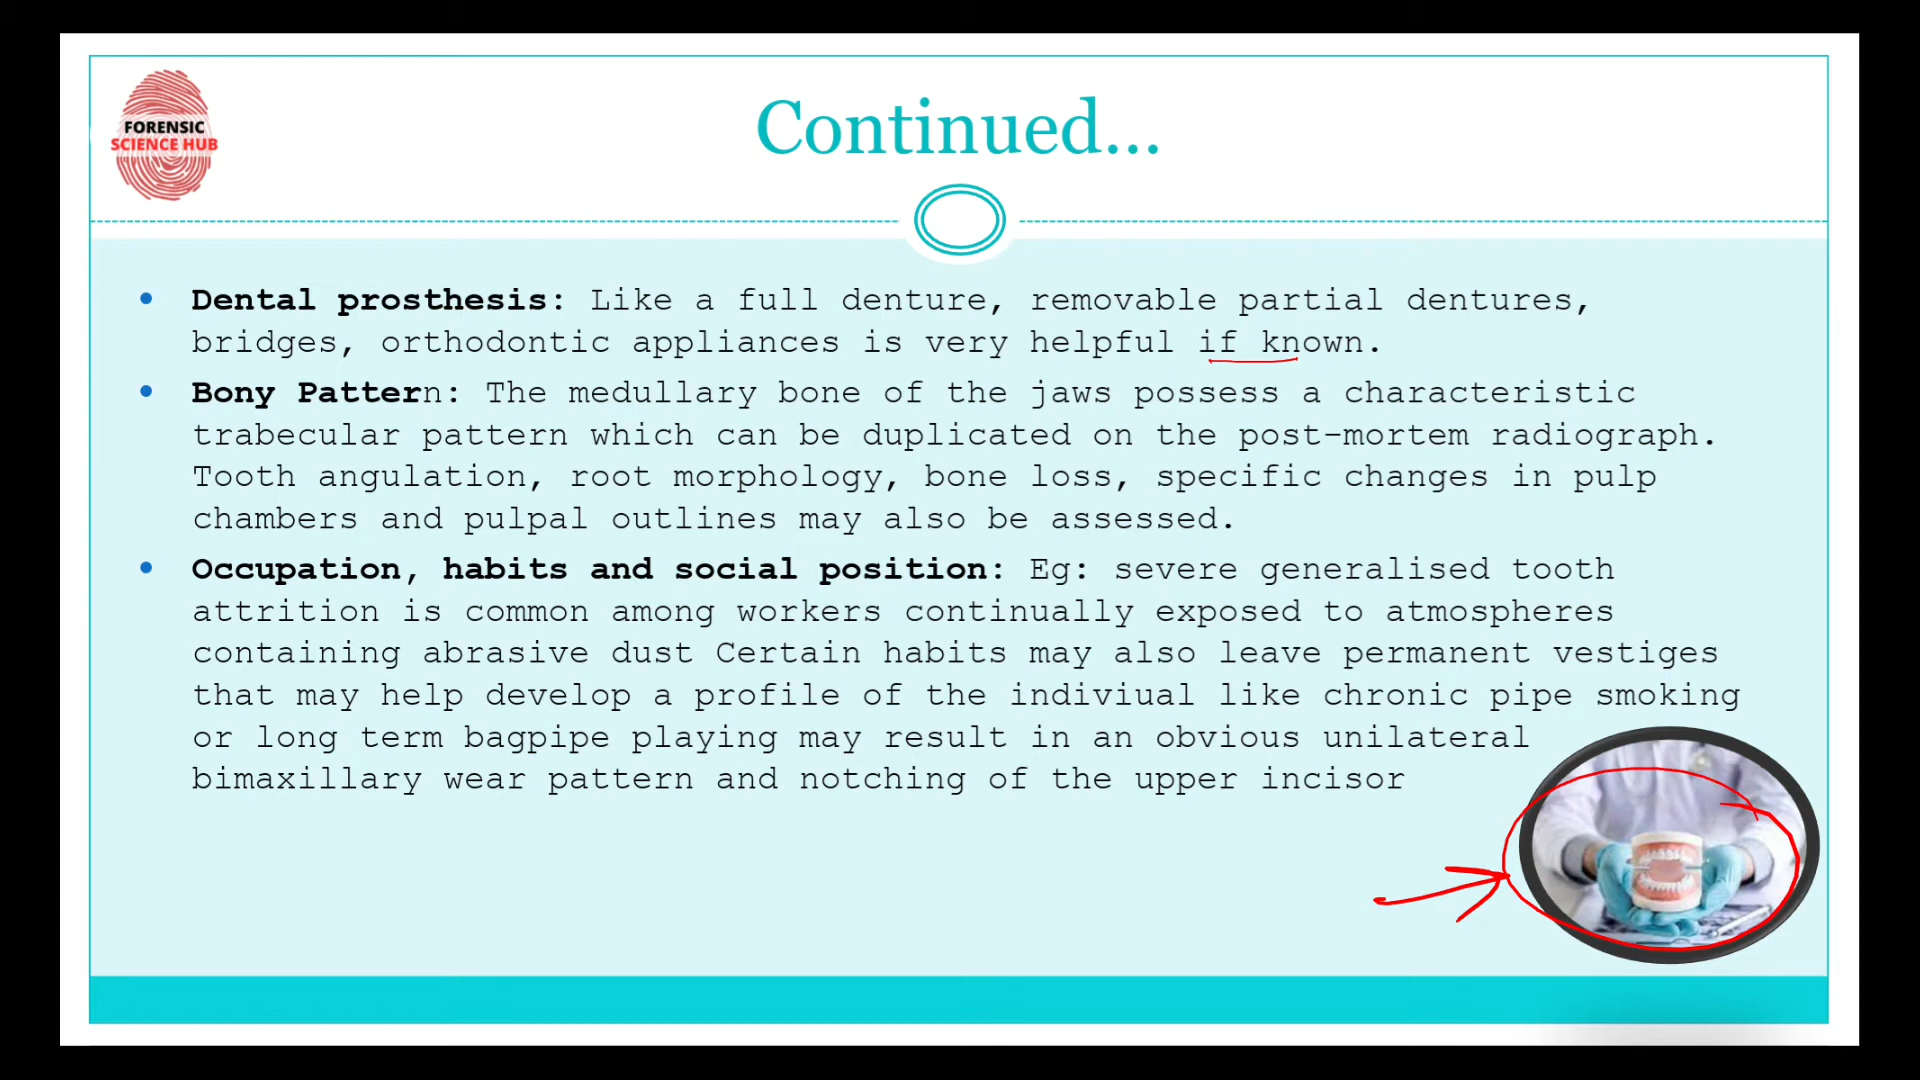 FORENSIC
SCIENCE HUB
Continued...
• Dental prosthesis: Like a full denture, removable partial dentures,
bridges, orthodontic appliances is very helpful if known.
• Bony Pattern: The medullary bone of the jaws possess a characteristic
trabecular pattern which can be duplicated on the post-mortem radiograph.
Tooth angulation, root morphology, bone loss, specific changes in pulp
chambers and pulpal outlines may also be assessed.
• Occupation, habits and social position: Eg: severe generalised tooth
attrition is common among workers continually exposed to atmospheres
containing abrasive dust Certain habits may also leave permanent vestiges
that may help develop a profile of the indiviual like chronic pipe smoking
or long term bagpipe playing may result in an obvious unilateral
bimaxillary wear pattern and notching of the upper incisor